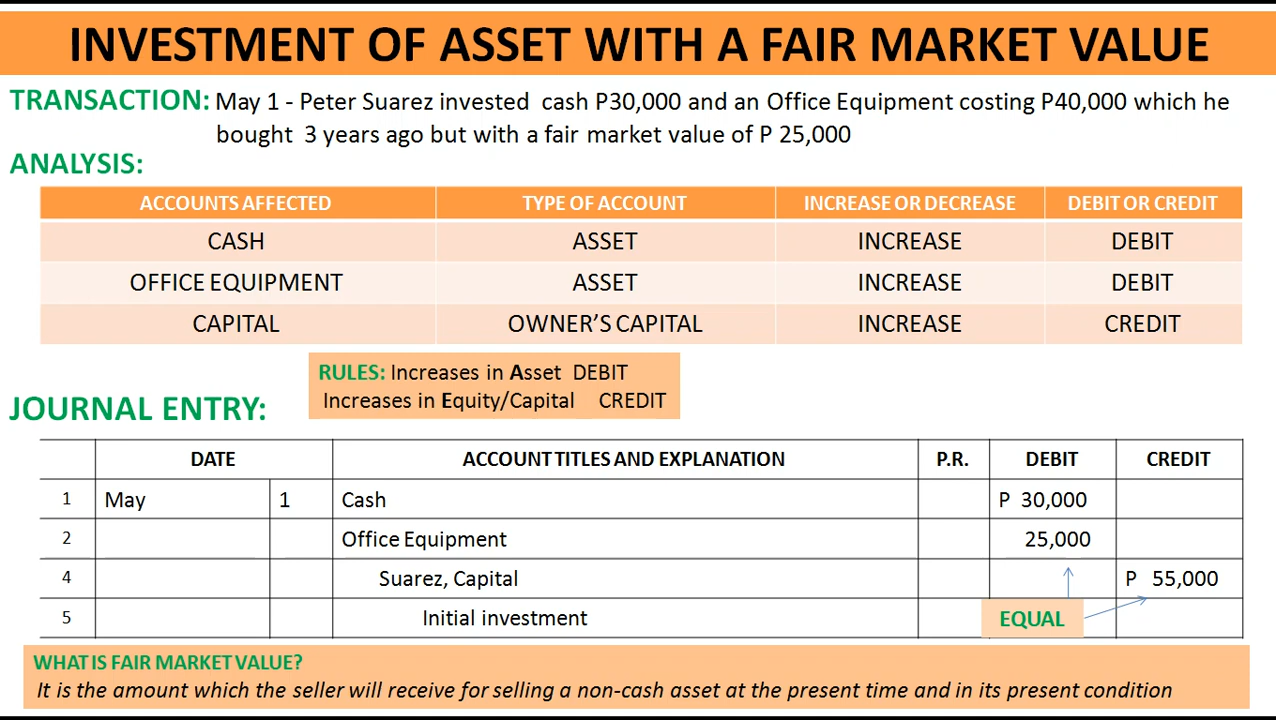 INVESTMENT OF ASSET WITH A FAIR MARKET VALUE
TRANSACTION: May 1 - Peter Suarez invested cash P30,000 and an Office Equipment costing P40,000 which he
bought 3 years ago but with a fair market value of P 25,000
ANALYSIS:
ACCOUNTS AFFECTED TYPE OF ACCOUNT INCREASE OR DECREASE DEBIT OR CREDIT
CASH ASSET INCREASE DEBIT
OFFICE EQUIPMENT ASSET INCREASE DEBIT
CAPITAL OWNER'S CAPITAL INCREASE CREDIT
RULES: Increases in Asset DEBIT
Increases in Equity/Capital CREDIT
JOURNAL ENTRY:
DATE ACCOUNT TITLES AND EXPLANATION P.R. DEBIT CREDIT
1 May 1 Cash P 30,000
2 Office Equipment 25,000
4 Suarez, Capital P 55,000
5 Initial investment EQUAL
WHAT IS FAIR MARKET VALUE?
It is the amount which the seller will receive for selling a non-cash asset at the present time and in its present condition